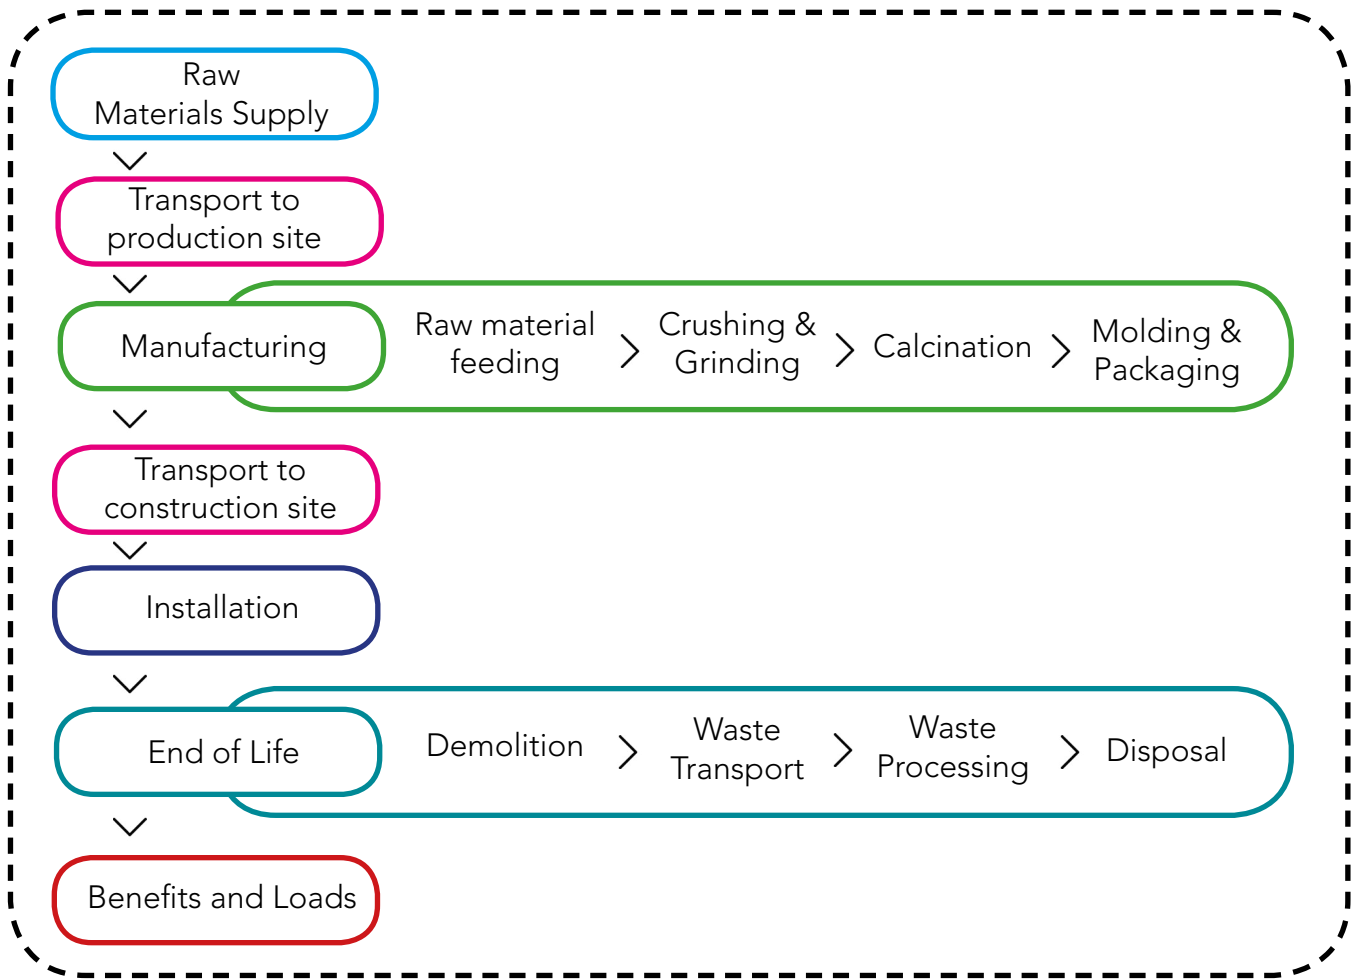 Raw
Materials Supply
Transport to
production site
Manufacturing
Raw material
feeding
Crushing &
Grinding
Calcination
Molding &
Packaging
Transport to
construction site
Installation
End of Life
Demolition
Waste
Transport
Waste
Processing
Disposal
Benefits and Loads